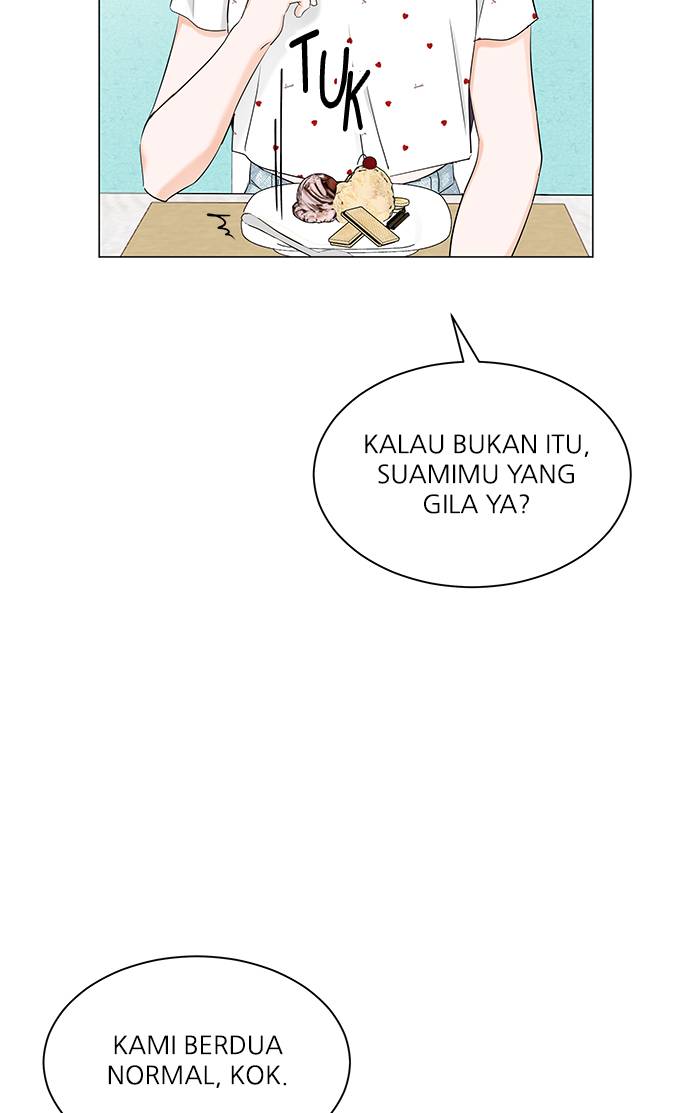 TUK
KALAU BUKAN ITU,
SUAMIMU YANG
GILA YA?
KAMI BERDUA
NORMAL, KOK.